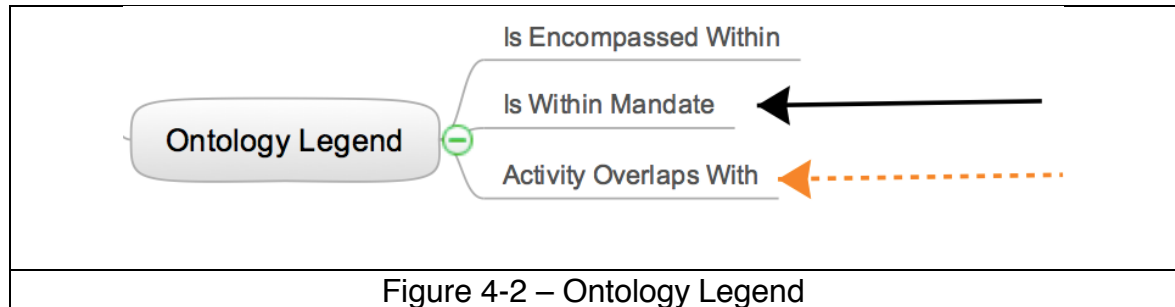 Is Encompassed Within
Is Within Mandate
Ontology Legend
Activity Overlaps With
Figure 4-2 – Ontology Legend